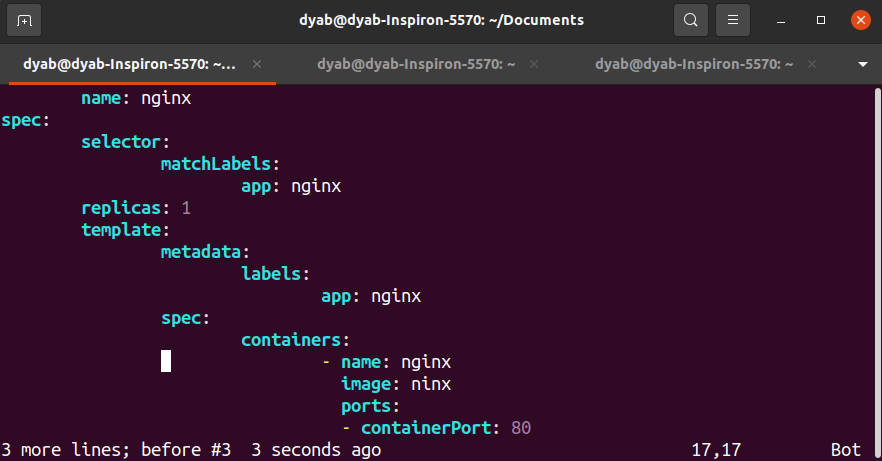 dyab@dyab-Inspiron-5570: ~/Documents
dyab@dyab-Inspiron-5570: ~...
dyab@dyab-Inspiron-5570: ~
dyab@dyab-Inspiron-5570: ~
name: nginx
spec:
selector:
matchLabels:
app: nginx
replicas: 1
template:
metadata:
labels:
app: nginx
spec:
containers:
- name: nginx
image: ninx
ports:
- containerPort: 80
3 more lines; before #3  3 seconds ago 17,17 Bot